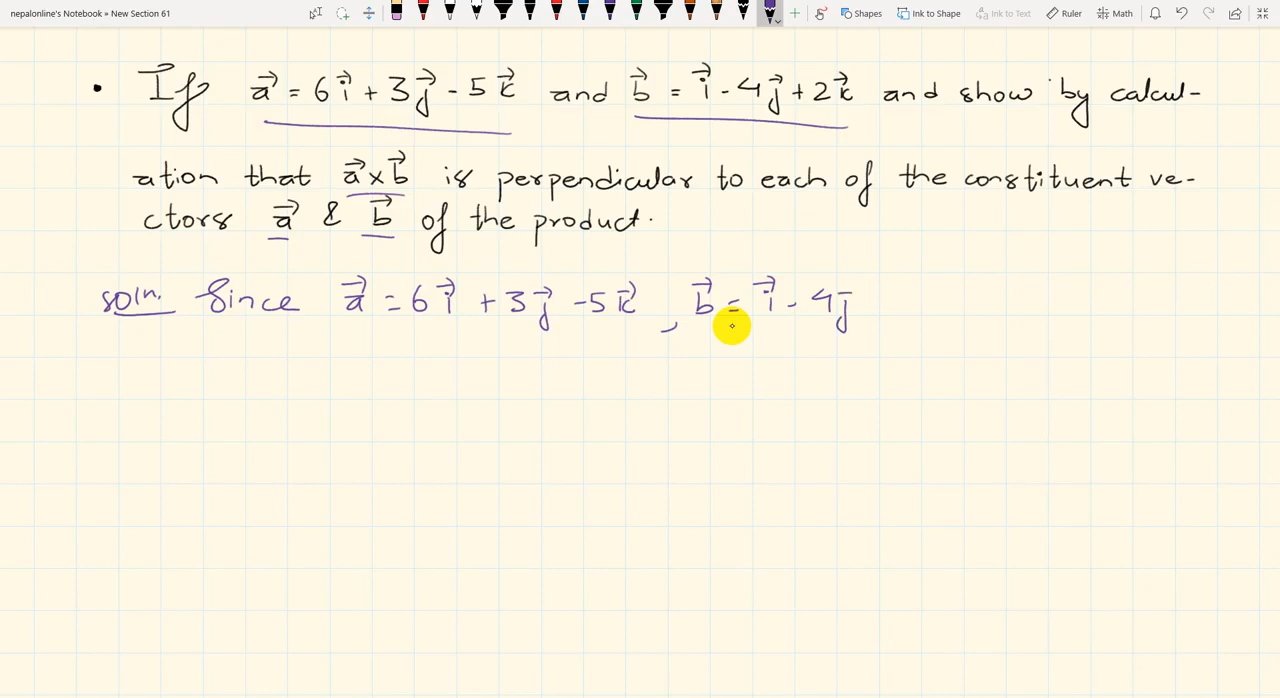 nepalonline's Notebook » New Section 61
Shapes Ink to Shape Ink to Text Ruler Math
• If a⃗ = 6i⃗ + 3j⃗ - 5k⃗ and b⃗ = i⃗ - 4j⃗ + 2k⃗ and show by calcul-
ation that a⃗ x b⃗ is perpendicular to each of the constituent ve-
ctors a⃗ & b⃗ of the product.
soln. Since a⃗ = 6i⃗ + 3j⃗ - 5k⃗ , b⃗ = i⃗ - 4j